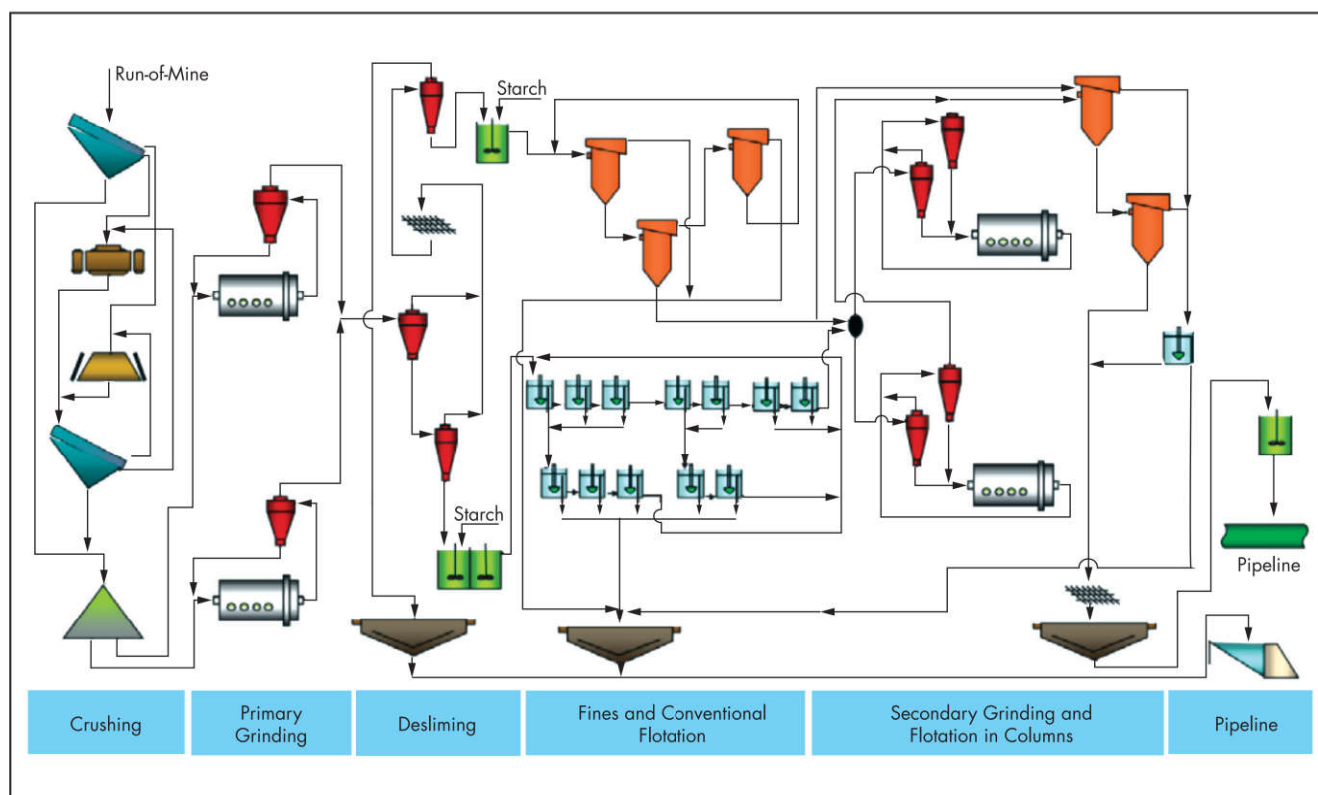 Run-of-Mine
Starch
Starch
Pipeline
Crushing
Primary
Grinding
Desliming
Fines and Conventional
Flotation
Secondary Grinding and
Flotation in Columns
Pipeline